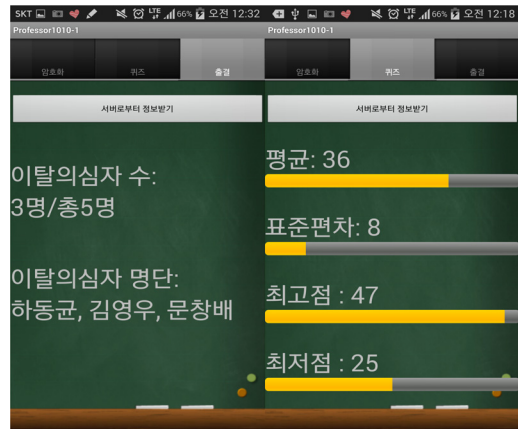 SKT LTE 66% 오전 12:32
Professor1010-1
암호화 퀴즈 출결
서버로부터 정보받기
이탈의심자 수:
3명/총5명
이탈의심자 명단:
하동균, 김영우, 문창배
LTE 66% 오전 12:18
Professor1010-1
암호화 퀴즈 출결
서버로부터 정보받기
평균: 36
표준편차: 8
최고점 : 47
최저점 : 25